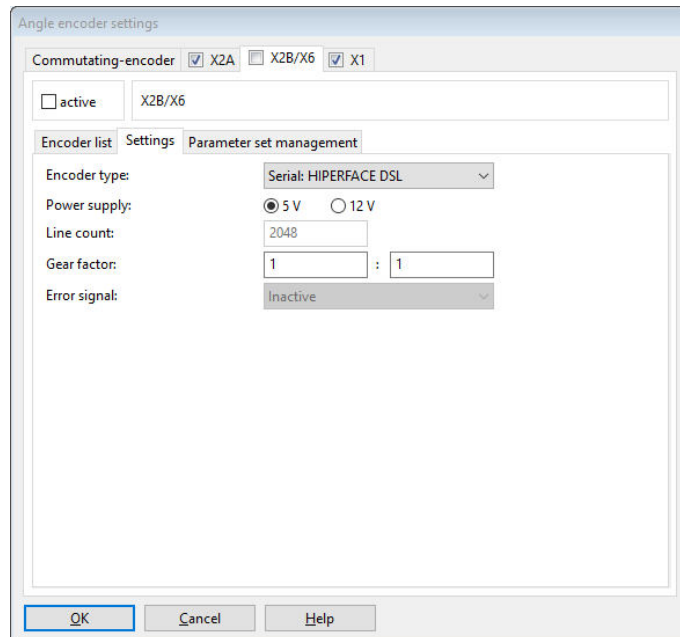 Angle encoder settings
Commutating-encoder X2A X2B/X6 X1
active X2B/X6
Encoder list Settings Parameter set management
Encoder type: Serial: HIPERFACE DSL
Power supply: 5 V 12 V
Line count: 2048
Gear factor: 1 : 1
Error signal: Inactive
OK Cancel Help